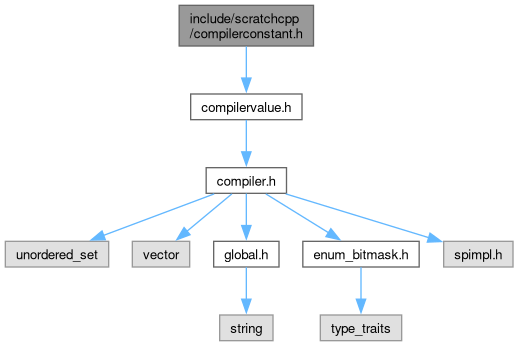 include/scratchcpp
/compilerconstant.h
compilervalue.h
compiler.h
unordered_set
vector
global.h
enum_bitmask.h
spimpl.h
string
type_traits